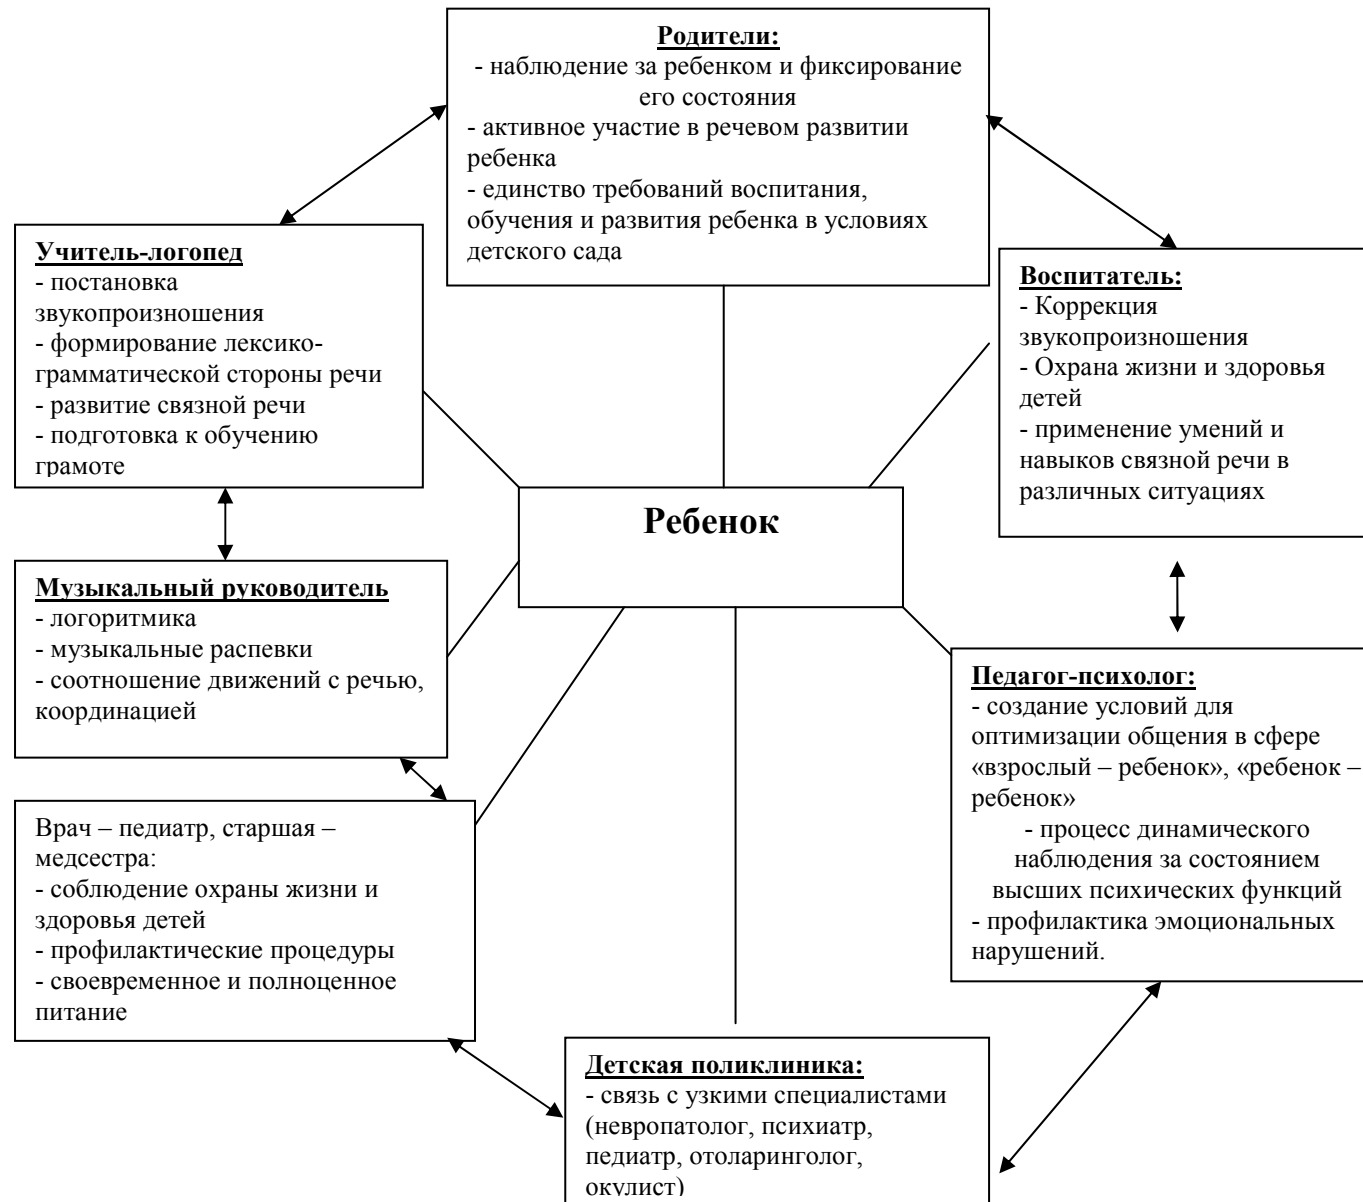 Родители:
- наблюдение за ребенком и фиксирование
его состояния
- активное участие в речевом развитии
ребенка
- единство требований воспитания,
обучения и развития ребенка в условиях
детского сада
Учитель-логопед
- постановка
звукопроизношения
- формирование лексико-
грамматической стороны речи
- развитие связной речи
- подготовка к обучению
грамоте
Воспитатель:
- Коррекция
звукопроизношения
- Охрана жизни и здоровья
детей
- применение умений и
навыков связной речи в
различных ситуациях
Ребенок
Музыкальный руководитель
- логоритмика
- музыкальные распевки
- соотношение движений с речью,
координацией
Педагог-психолог:
- создание условий для
оптимизации общения в сфере
«взрослый – ребенок», «ребенок –
ребенок»
- процесс динамического
наблюдения за состоянием
высших психических функций
- профилактика эмоциональных
нарушений.
Врач – педиатр, старшая –
медсестра:
- соблюдение охраны жизни и
здоровья детей
- профилактические процедуры
- своевременное и полноценное
питание
Детская поликлиника:
- связь с узкими специалистами
(невропатолог, психиатр,
педиатр, отоларинголог,
окулист)